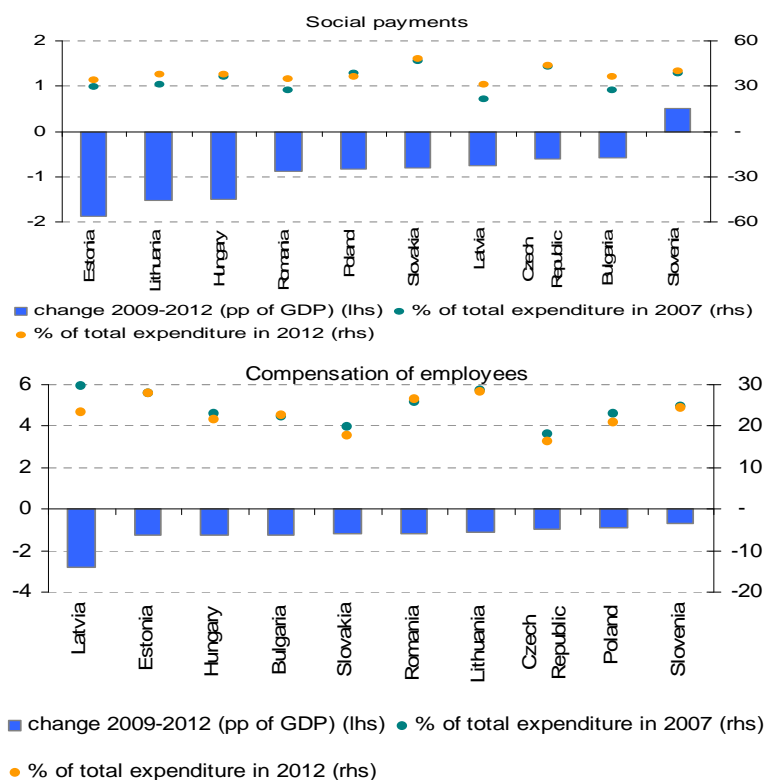 Social payments
2 60
1 30
0 -
-1 -30
-2 -60
Estonia
Lithuania
Hungary
Romania
Poland
Slovakia
Latvia
Czech
Republic
Bulgaria
Slovenia
change 2009-2012 (pp of GDP) (lhs) % of total expenditure in 2007 (rhs)
% of total expenditure in 2012 (rhs)
Compensation of employees
6 30
4 20
2 10
0 -
-2 -10
-4 -20
Latvia
Estonia
Hungary
Bulgaria
Slovakia
Romania
Lithuania
Czech
Republic
Poland
Slovenia
change 2009-2012 (pp of GDP) (lhs) % of total expenditure in 2007 (rhs)
% of total expenditure in 2012 (rhs)